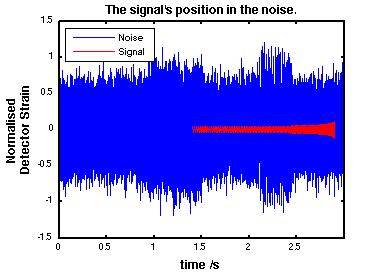 The signal's position in the noise.
Noise
Signal
Normalised
Detector Strain
1.5
1
0.5
0
-0.5
-1
-1.5
0 0.5 1 1.5 2 2.5
time /s